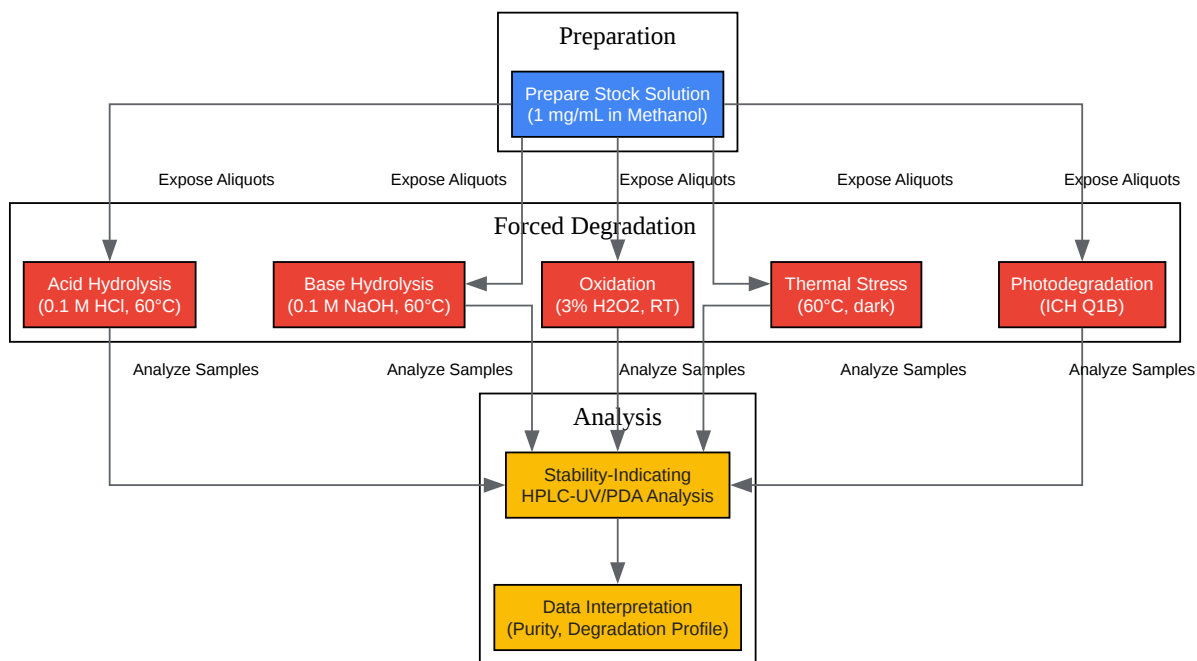 Preparation
Prepare Stock Solution
(1 mg/mL in Methanol)
Expose Aliquots
Expose Aliquots
Expose Aliquots
Expose Aliquots
Expose Aliquots
Forced Degradation
Acid Hydrolysis
(0.1 M HCl, 60°C)
Base Hydrolysis
(0.1 M NaOH, 60°C)
Oxidation
(3% H2O2, RT)
Thermal Stress
(60°C, dark)
Photodegradation
(ICH Q1B)
Analyze Samples
Analyze Samples
Analyze Samples
Analyze Samples
Analyze Samples
Analysis
Stability-Indicating
HPLC-UV/PDA Analysis
Data Interpretation
(Purity, Degradation Profile)